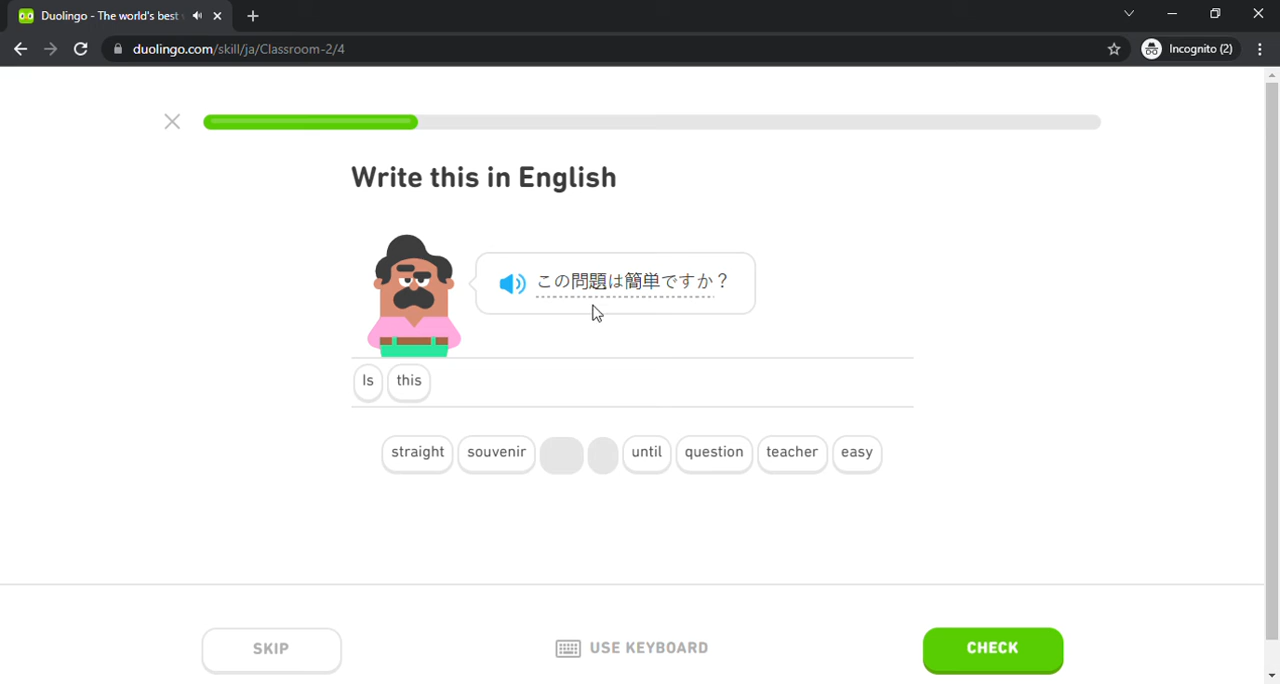 Duolingo - The world's best
duolingo.com/skill/ja/Classroom-2/4
Incognito (2)
Write this in English
この問題は簡単ですか？
Is this
straight souvenir until question teacher easy
SKIP
USE KEYBOARD
CHECK